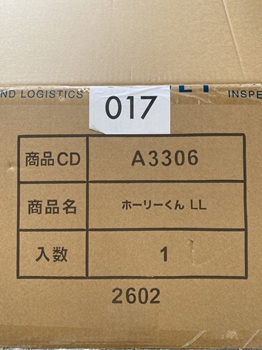 ND LOGISTICS
INSPE
017
商品CD A3306
商品名 ホーリーくん LL
入数 1
2602